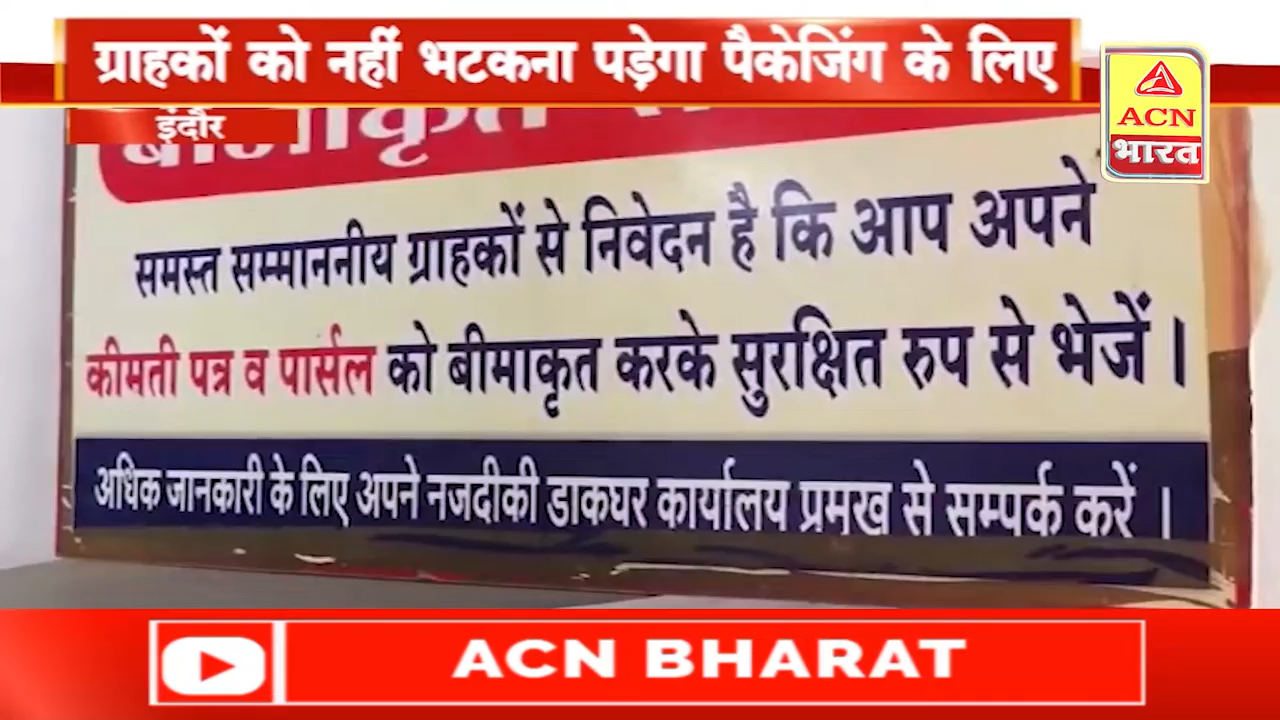 ग्राहकों को नहीं भटकना पड़ेगा पैकेजिंग के लिए
इंदौर
ACN
भारत
समस्त सम्माननीय ग्राहकों से निवेदन है कि आप अपने
कीमती पत्र व पार्सल को बीमाकृत करके सुरक्षित रुप से भेजें ।
अधिक जानकारी के लिए अपने नजदीकी डाकघर कार्यालय प्रमुख से सम्पर्क करें ।
ACN BHARAT